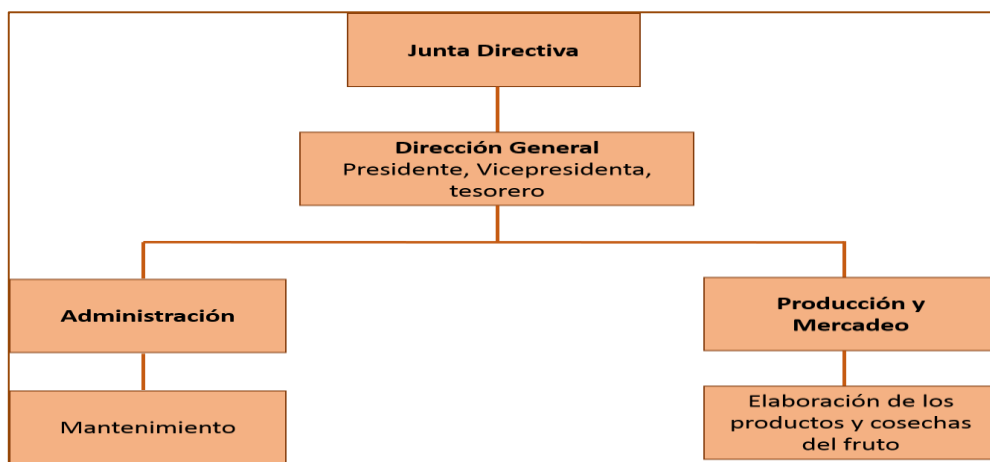 Junta Directiva
Dirección General
Presidente, Vicepresidenta,
tesorero
Administración
Producción y
Mercadeo
Mantenimiento
Elaboración de los
productos y cosechas
del fruto